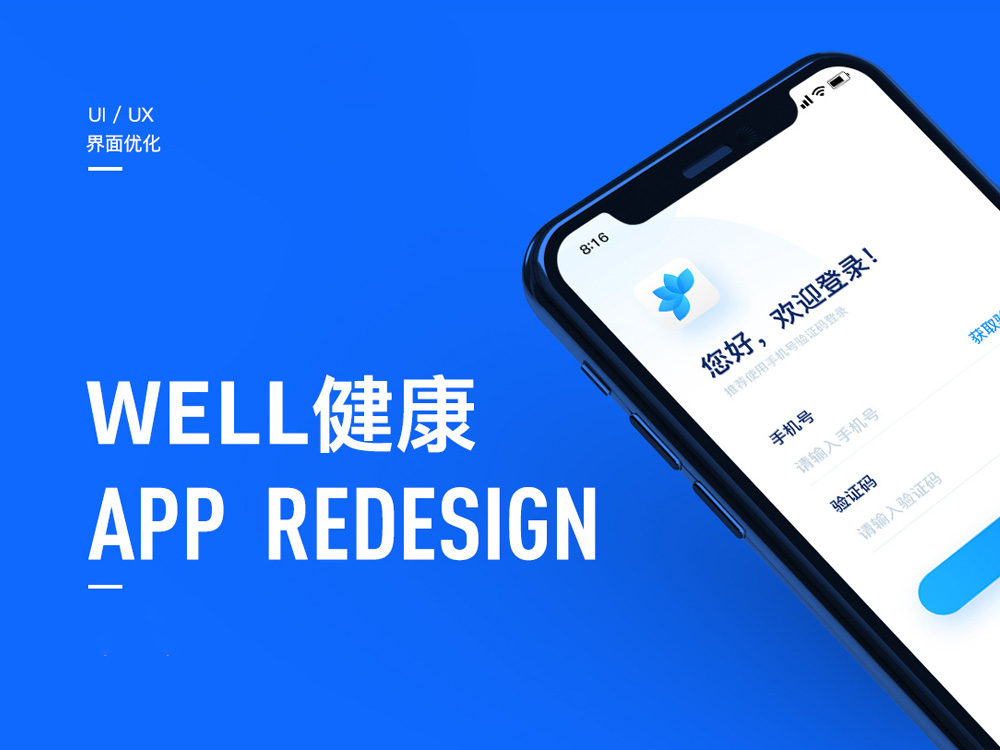 UI / UX
界面优化
WELL健康
APP REDESIGN
8:16
您好，欢迎登录！
推荐使用手机号验证码登录
手机号
请输入手机号
获取
验证码
请输入验证码